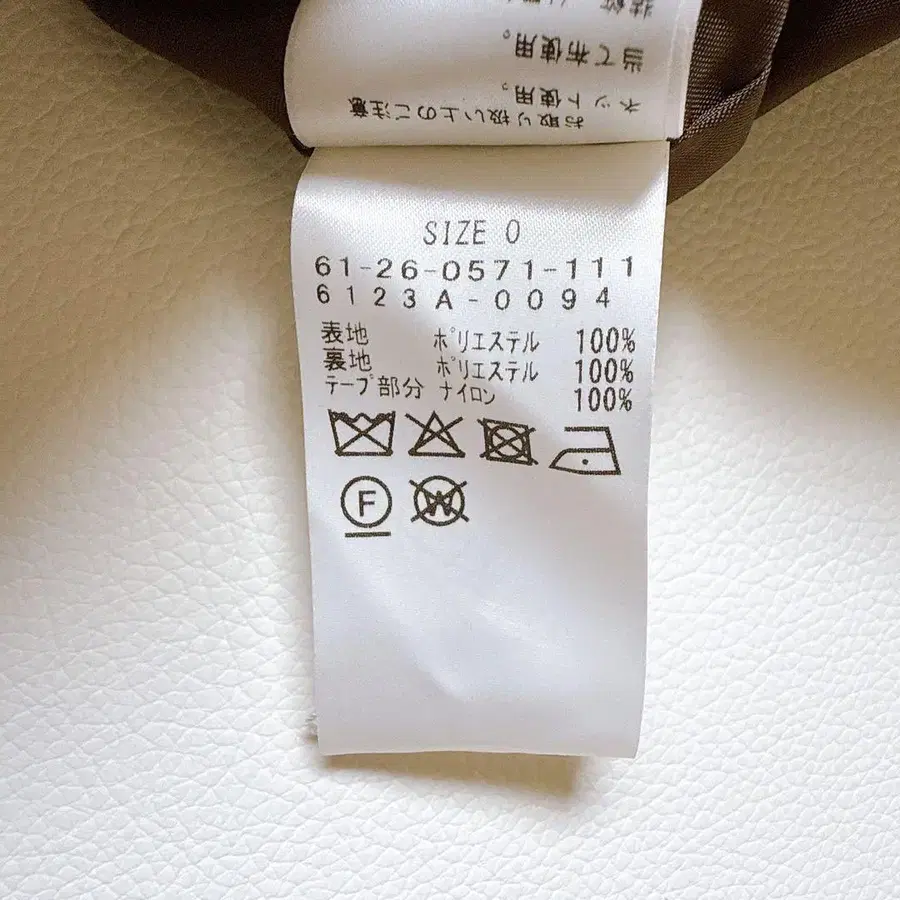 お取り扱い上のご注意
ネット使用。
当て布使用。
SIZE 0
61-26-0571-111
6123A-0094
表地 ポリエステル 100%
裏地 ポリエステル 100%
テープ部分 ナイロン 100%
F
W